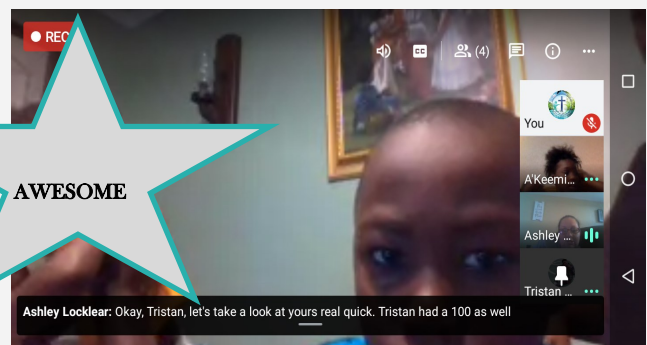 REC
CC
(4)
You
AWESOME
A'Keemi...
Ashley ...
Tristan ...
Ashley Locklear: Okay, Tristan, let's take a look at yours real quick. Tristan had a 100 as well